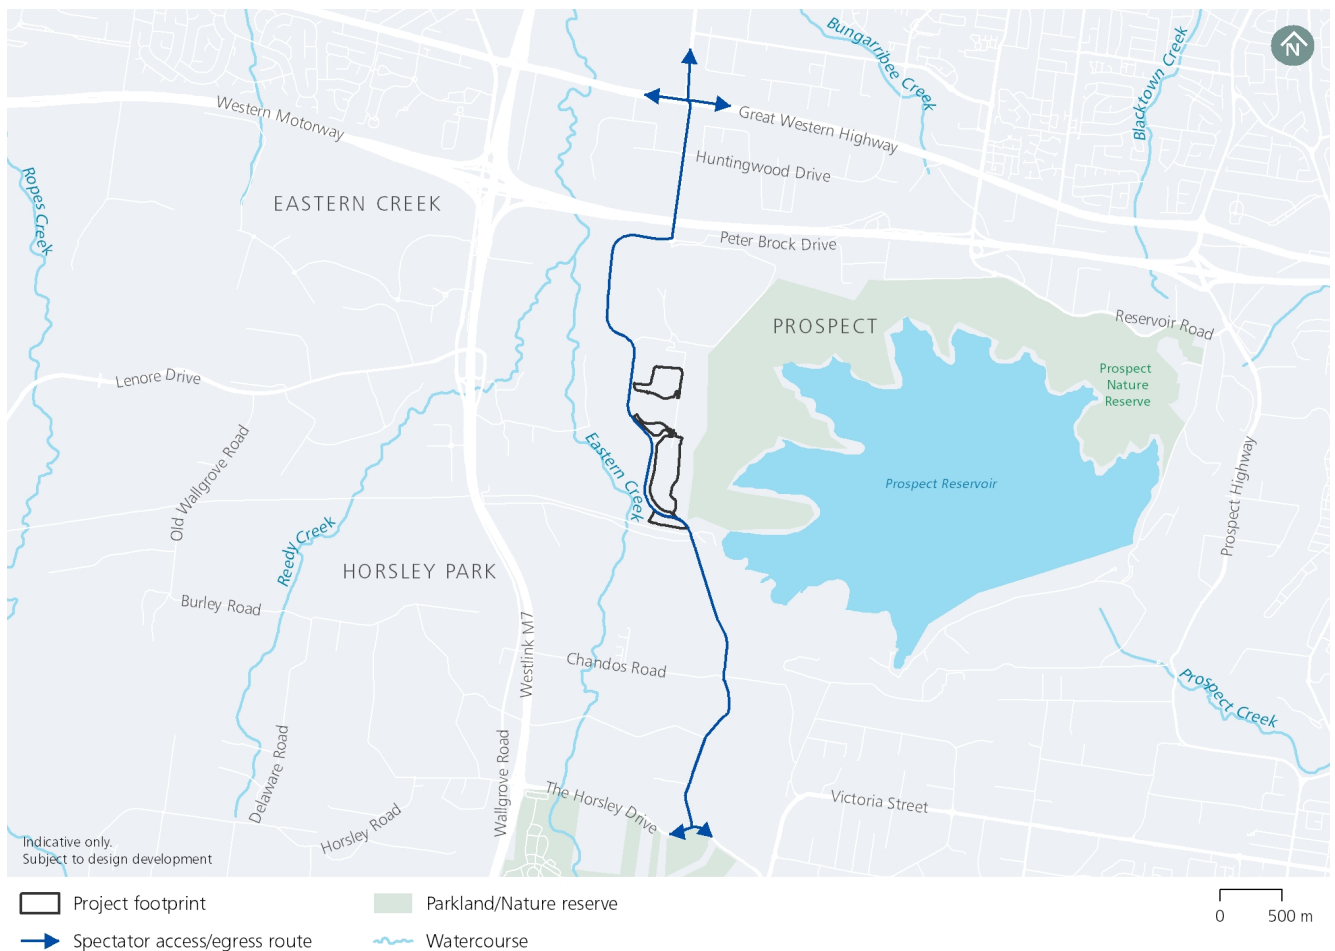 Bungarribee Creek
Blacktown Creek
N
Western Motorway
Great Western Highway
Huntingwood Drive
Ropes Creek
EASTERN CREEK
Peter Brock Drive
PROSPECT
Reservoir Road
Lenore Drive
Prospect
Nature
Reserve
Old Wallgrove Road
Eastern Creek
Prospect Reservoir
Prospect Highway
Reedy Creek
HORSLEY PARK
Burley Road
Westlink M7
Chandos Road
Prospect Creek
Delaware Road
Wallgrove Road
The Horsley Drive
Victoria Street
Horsley Road
Indicative only.
Subject to design development
Project footprint
Parkland/Nature reserve
0 500 m
Spectator access/egress route
Watercourse